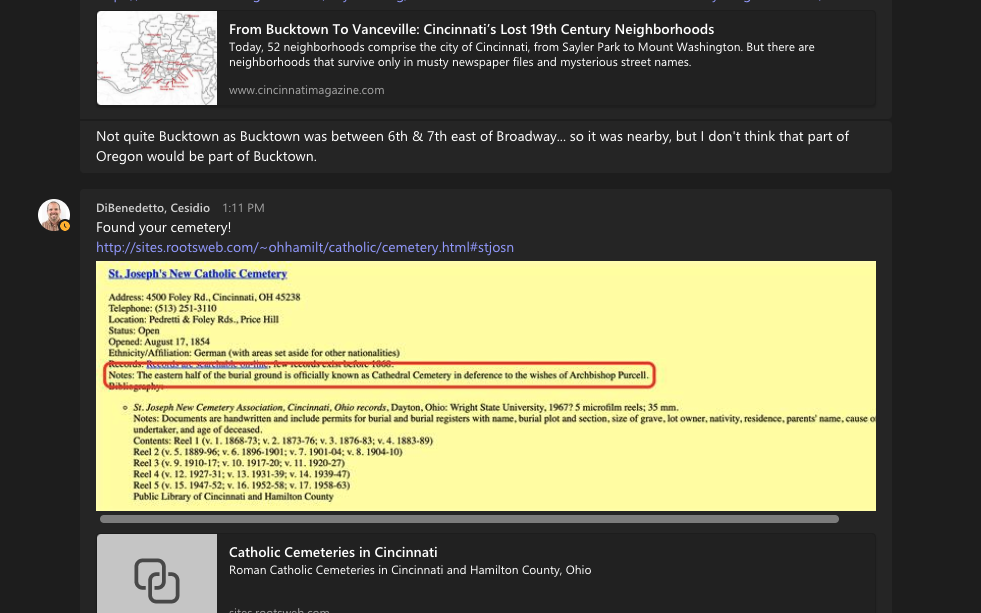 From Bucktown To Vanceville: Cincinnati's Lost 19th Century Neighborhoods
Today, 52 neighborhoods comprise the city of Cincinnati, from Sayler Park to Mount Washington. But there are
neighborhoods that survive only in musty newspaper files and mysterious street names.
www.cincinnatimagazine.com
Not quite Bucktown as Bucktown was between 6th & 7th east of Broadway... so it was nearby, but I don't think that part of
Oregon would be part of Bucktown.
DiBenedetto, Cesidio 1:11 PM
Found your cemetery!
http://sites.rootsweb.com/~ohhamilt/catholic/cemetery.html#stjosn
St. Joseph's New Catholic Cemetery
Address: 4500 Foley Rd., Cincinnati, OH 45238
Telephone: (513) 251-3110
Location: Pedretti & Foley Rds., Price Hill
Status: Open
Opened: August 17, 1854
Ethnicity/Affiliation: German (with areas set aside for other nationalities)
Records: Records are searchable on-line, few records exist before 1868.
Notes: The eastern half of the burial ground is officially known as Cathedral Cemetery in deference to the wishes of Archbishop Purcell.
Bibliography:
St. Joseph New Cemetery Association, Cincinnati, Ohio records, Dayton, Ohio: Wright State University, 1967? 5 microfilm reels; 35 mm.
Notes: Documents are handwritten and include permits for burial and burial registers with name, burial plot and section, size of grave, lot owner, nativity, residence, parents' name, cause o
undertaker, and age of deceased.
Contents: Reel 1 (v. 1. 1868-73; v. 2. 1873-76; v. 3. 1876-83; v. 4. 1883-89)
Reel 2 (v. 5. 1889-96; v. 6. 1896-1901; v. 7. 1901-04; v. 8. 1904-10)
Reel 3 (v. 9. 1910-17; v. 10. 1917-20; v. 11. 1920-27)
Reel 4 (v. 12. 1927-31; v. 13. 1931-39; v. 14. 1939-47)
Reel 5 (v. 15. 1947-52; v. 16. 1952-58; v. 17. 1958-63)
Public Library of Cincinnati and Hamilton County
Catholic Cemeteries in Cincinnati
Roman Catholic Cemeteries in Cincinnati and Hamilton County, Ohio
sites.rootsweb.com